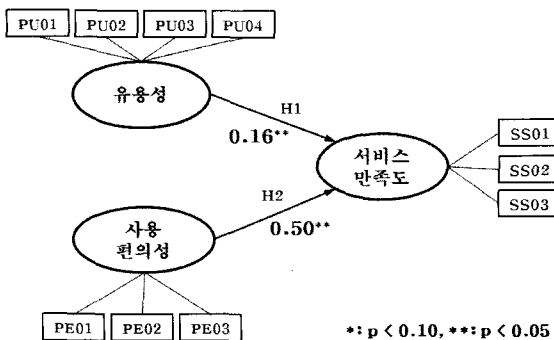 PU01 PU02 PU03 PU04
유용성
H1
0.16**
서비스
만족도
SS01
SS02
SS03
H2
0.50**
사용
편의성
PE01 PE02 PE03
*: p < 0.10, **: p < 0.05